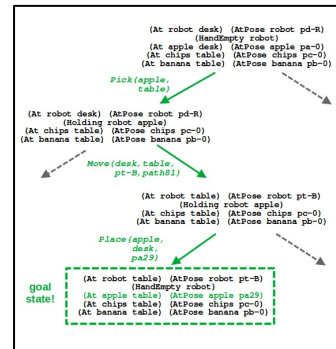 (At robot desk) (AtPose robot pd-R)
(HandEmpty robot)
(At apple desk) (AtPose apple pa-0)
(At chips table) (AtPose chips pc-0)
(At banana table) (AtPose banana pb-0)
Pick(apple,
table)
(At robot desk) (AtPose robot pd-R)
(Holding robot apple)
(At chips table) (AtPose chips pc-0)
(At banana table) (AtPose banana pb-0)
Move(desk,table,
pt-B,path81)
(At robot table) (AtPose robot pt-B)
(Holding robot apple)
(At chips table) (AtPose chips pc-0)
(At banana table) (AtPose banana pb-0)
Place(apple,
desk,
pa29)
goal
state!
(At robot table) (AtPose robot pt-B)
(HandEmpty robot)
(At apple table) (AtPose apple pa29)
(At chips table) (AtPose chips pc-0)
(At banana table) (AtPose banana pb-0)